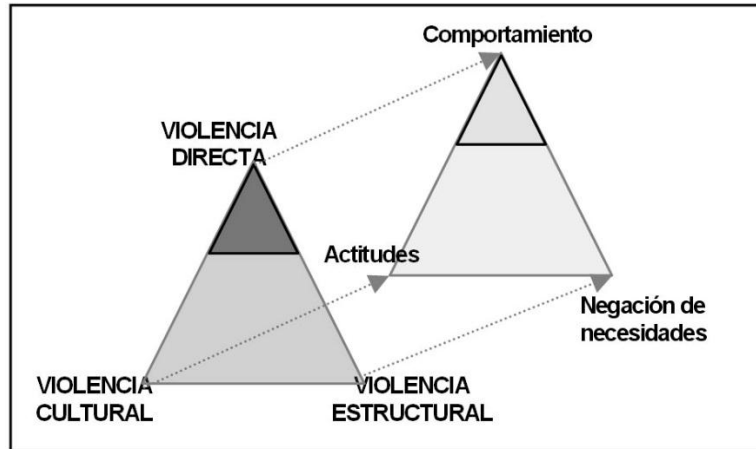 Comportamiento
VIOLENCIA
DIRECTA
Actitudes
Negación de
necesidades
VIOLENCIA
CULTURAL
VIOLENCIA
ESTRUCTURAL